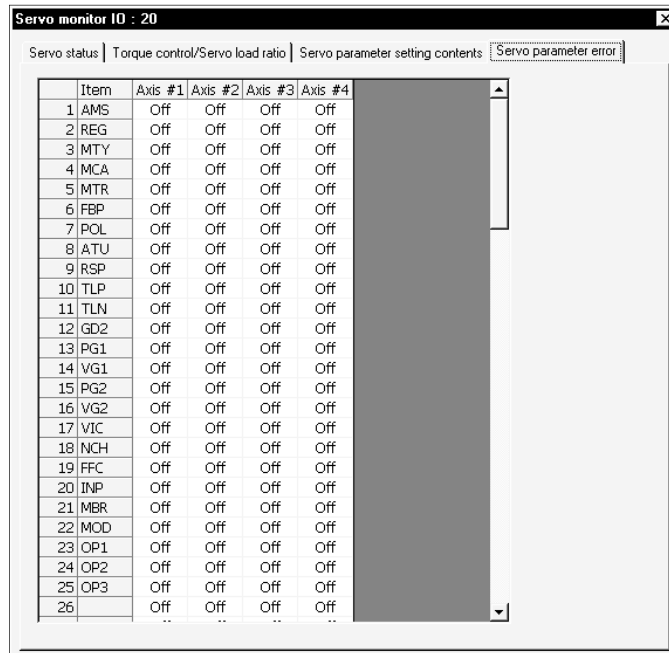 Servo monitor IO : 20
Servo status Torque control/Servo load ratio Servo parameter setting contents Servo parameter error
Item Axis #1 Axis #2 Axis #3 Axis #4
1 AMS Off Off Off Off
2 REG Off Off Off Off
3 MTY Off Off Off Off
4 MCA Off Off Off Off
5 MTR Off Off Off Off
6 FBP Off Off Off Off
7 POL Off Off Off Off
8 ATU Off Off Off Off
9 RSP Off Off Off Off
10 TLP Off Off Off Off
11 TLN Off Off Off Off
12 GD2 Off Off Off Off
13 PG1 Off Off Off Off
14 VG1 Off Off Off Off
15 PG2 Off Off Off Off
16 VG2 Off Off Off Off
17 VIC Off Off Off Off
18 NCH Off Off Off Off
19 FFC Off Off Off Off
20 INP Off Off Off Off
21 MBR Off Off Off Off
22 MOD Off Off Off Off
23 OP1 Off Off Off Off
24 OP2 Off Off Off Off
25 OP3 Off Off Off Off
26 Off Off Off Off